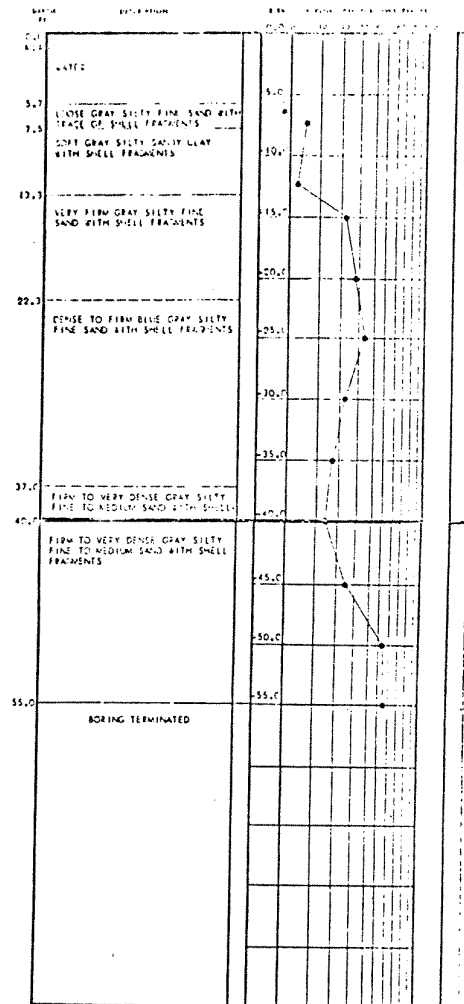 DESCRIPTION
WATER
5.7
LOOSE GRAY SILTY FINE SAND WITH
TRACE OF SHELL FRAGMENTS
7.5
SOFT GRAY SILTY SANDY CLAY
WITH SHELL FRAGMENTS
13.3
VERY FIRM GRAY SILTY FINE
SAND WITH SHELL FRAGMENTS
22.3
DENSE TO FIRM BLUE GRAY SILTY
FINE SAND WITH SHELL FRAGMENTS
37.0
FIRM TO VERY DENSE GRAY SILTY
FINE TO MEDIUM SAND WITH SHELL
40.0
FIRM TO VERY DENSE GRAY SILTY
FINE TO MEDIUM SAND WITH SHELL
FRAGMENTS
55.0
BORING TERMINATED
-5.0
-10.0
-15.0
-20.0
-25.0
-30.0
-35.0
-40.0
-45.0
-50.0
-55.0